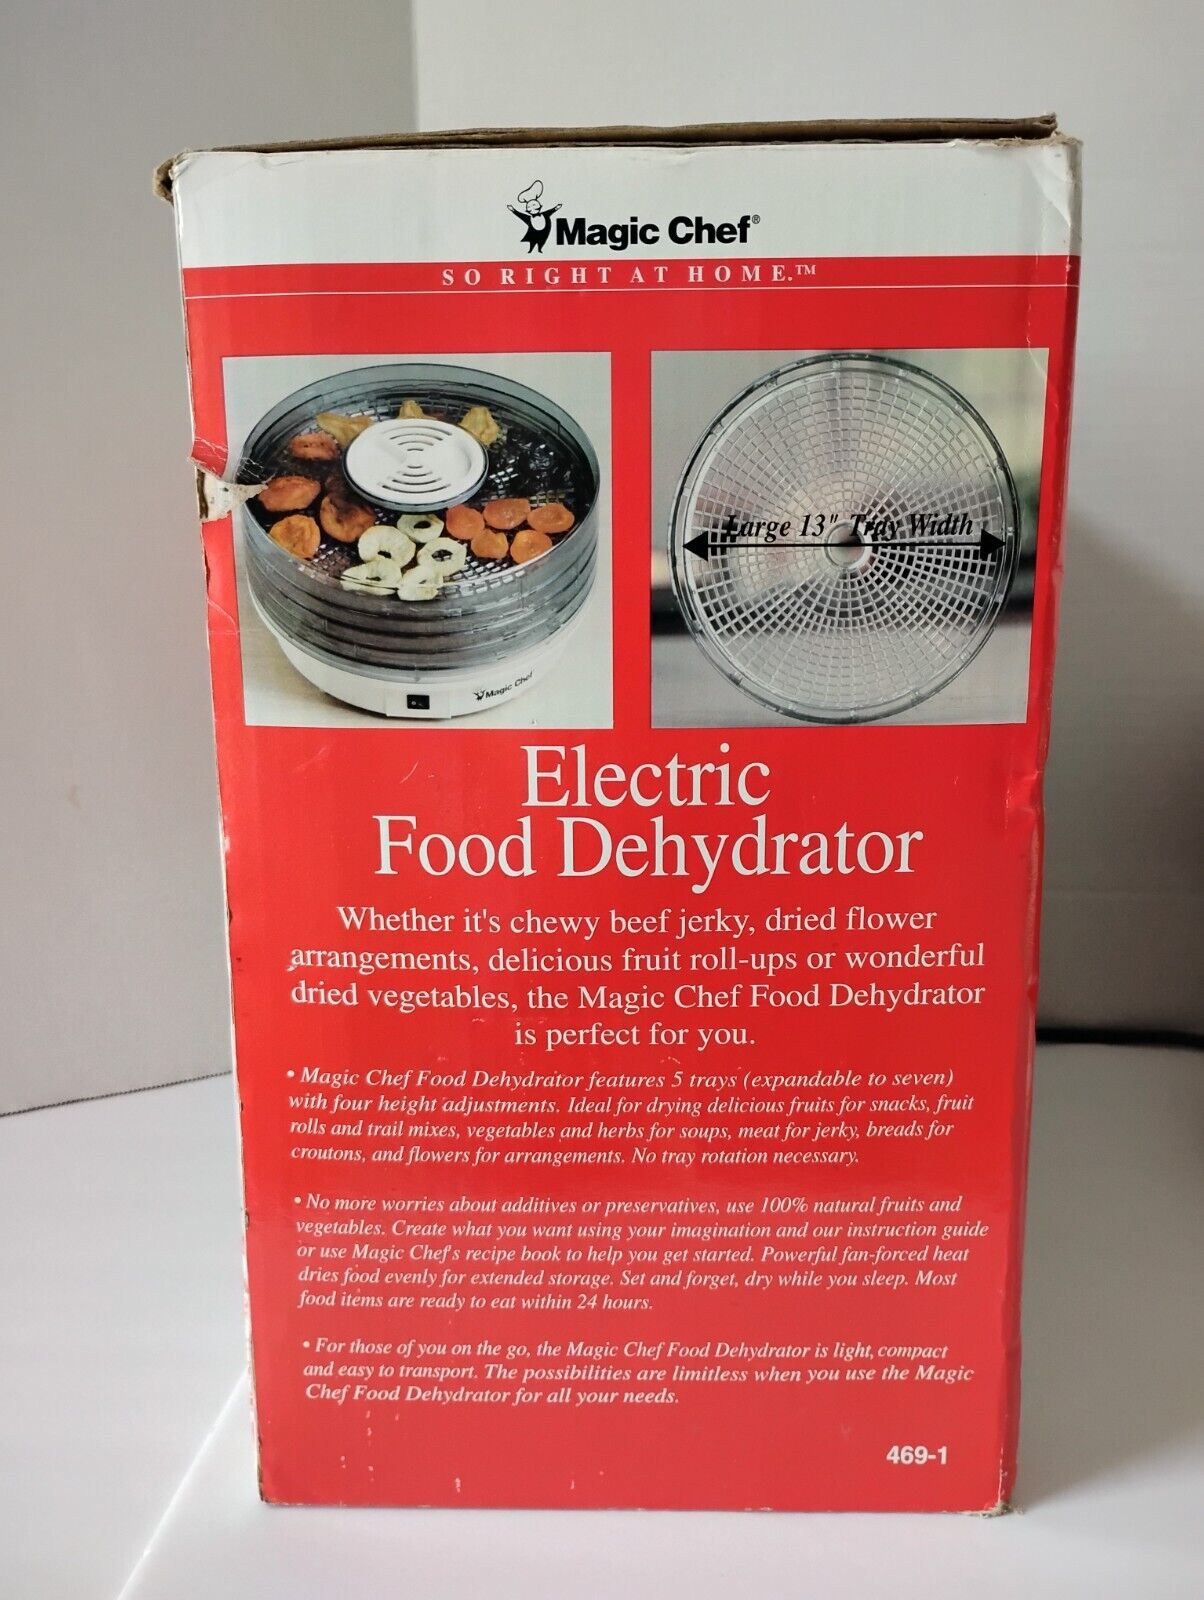 Magic Chef®
SO RIGHT AT HOME.™
Magic Chef
Large 13" Tray Width
Electric
Food Dehydrator
Whether it's chewy beef jerky, dried flower
arrangements, delicious fruit roll-ups or wonderful
dried vegetables, the Magic Chef Food Dehydrator
is perfect for you.
• Magic Chef Food Dehydrator features 5 trays (expandable to seven)
with four height adjustments. Ideal for drying delicious fruits for snacks, fruit
rolls and trail mixes, vegetables and herbs for soups, meat for jerky, breads for
croutons, and flowers for arrangements. No tray rotation necessary.
• No more worries about additives or preservatives, use 100% natural fruits and
vegetables. Create what you want using your imagination and our instruction guide
or use Magic Chef's recipe book to help you get started. Powerful fan-forced heat
dries food evenly for extended storage. Set and forget, dry while you sleep. Most
food items are ready to eat within 24 hours.
• For those of you on the go, the Magic Chef Food Dehydrator is light, compact
and easy to transport. The possibilities are limitless when you use the Magic
Chef Food Dehydrator for all your needs.
469-1